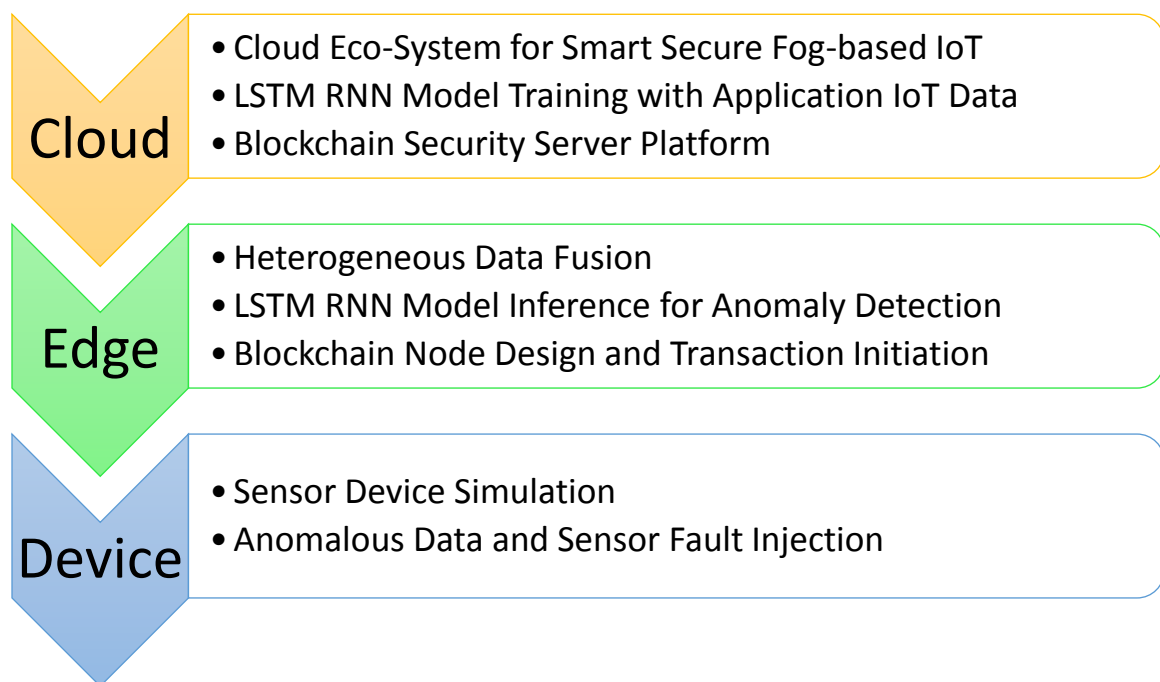 Cloud
• Cloud Eco-System for Smart Secure Fog-based IoT
• LSTM RNN Model Training with Application IoT Data
• Blockchain Security Server Platform
Edge
• Heterogeneous Data Fusion
• LSTM RNN Model Inference for Anomaly Detection
• Blockchain Node Design and Transaction Initiation
Device
• Sensor Device Simulation
• Anomalous Data and Sensor Fault Injection